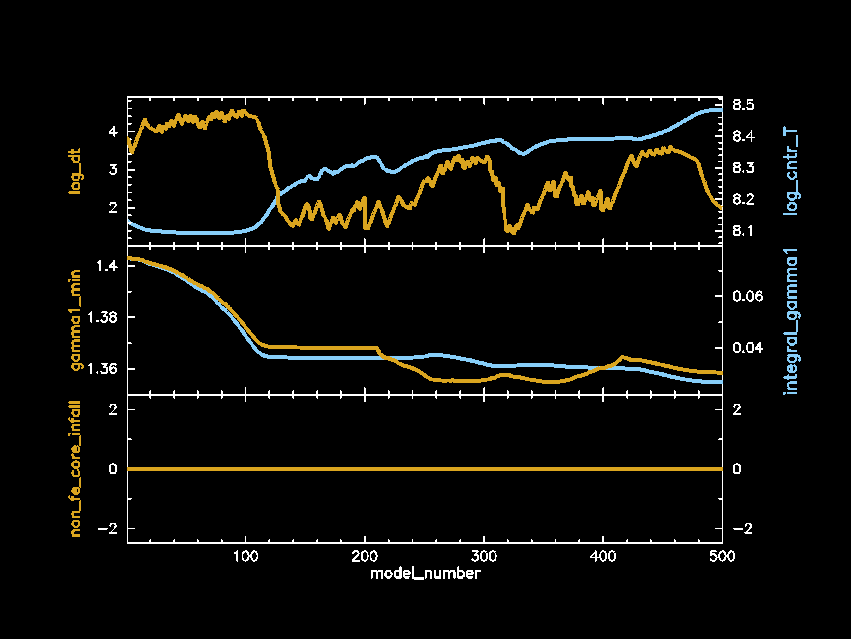 log_dt
4
3
2
8.5
8.4
8.3
8.2
8.1
log_cntr_T
gamma1_min
1.4
1.38
1.36
0.06
0.04
integral_gamma1
non_fe_core_infall
2
0
−2
2
0
−2
100 200 300 400 500
model_number